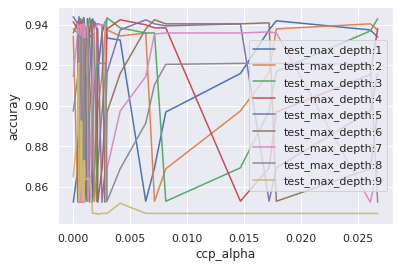 0.94
0.92
0.90
0.88
0.86
accuray
0.000
0.005
0.010
0.015
0.020
0.025
ccp_alpha
test_max_depth:1
test_max_depth:2
test_max_depth:3
test_max_depth:4
test_max_depth:5
test_max_depth:6
test_max_depth:7
test_max_depth:8
test_max_depth:9